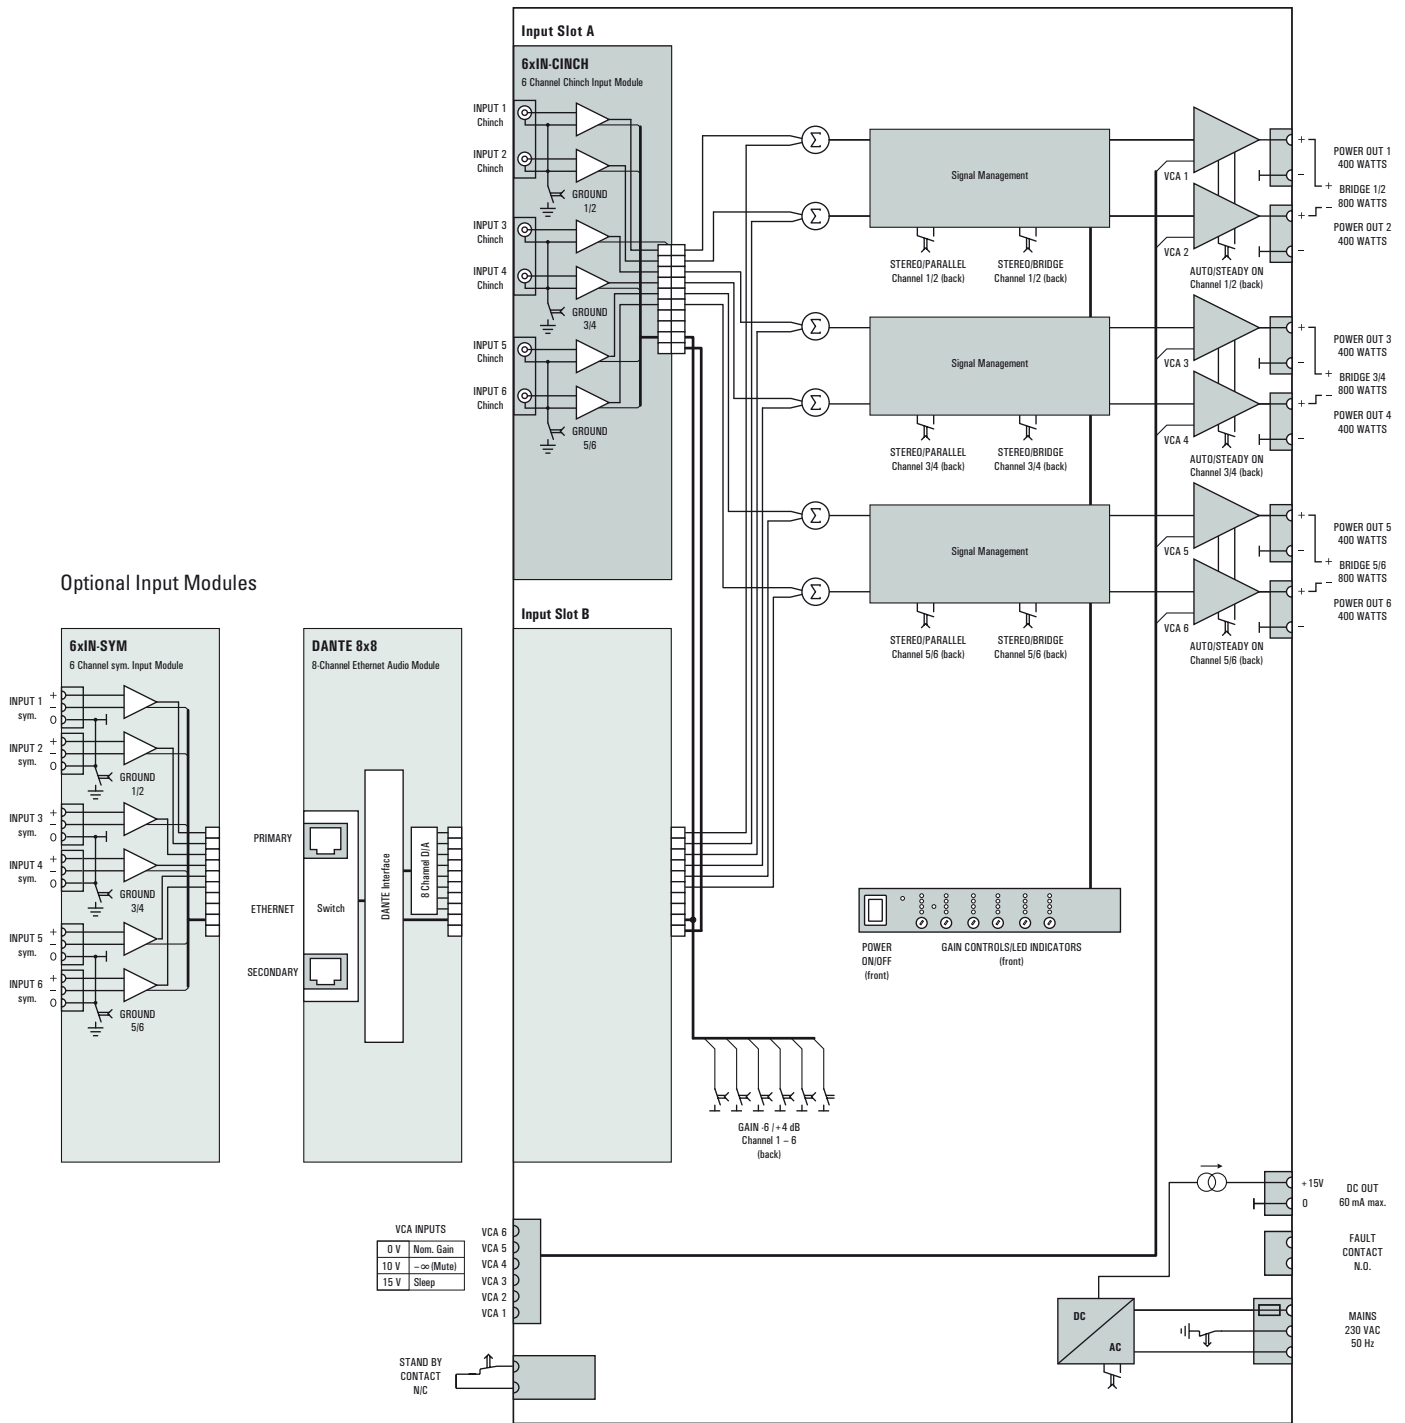 Input Slot A
6xIN-CINCH
6 Channel Chinch Input Module
INPUT 1
Chinch
INPUT 2
Chinch
GROUND
1/2
INPUT 3
Chinch
INPUT 4
Chinch
GROUND
3/4
INPUT 5
Chinch
INPUT 6
Chinch
GROUND
5/6
Σ
Σ
Σ
Σ
Σ
Σ
Signal Management
STEREO/PARALLEL
Channel 1/2 (back)
STEREO/BRIDGE
Channel 1/2 (back)
VCA 1
VCA 2
AUTO/STEADY ON
Channel 1/2 (back)
+
−
+
−
POWER OUT 1
400 WATTS
+ BRIDGE 1/2
− 800 WATTS
POWER OUT 2
400 WATTS
Signal Management
STEREO/PARALLEL
Channel 3/4 (back)
STEREO/BRIDGE
Channel 3/4 (back)
VCA 3
VCA 4
AUTO/STEADY ON
Channel 3/4 (back)
+
−
+
−
POWER OUT 3
400 WATTS
+ BRIDGE 3/4
− 800 WATTS
POWER OUT 4
400 WATTS
Signal Management
STEREO/PARALLEL
Channel 5/6 (back)
STEREO/BRIDGE
Channel 5/6 (back)
VCA 5
VCA 6
AUTO/STEADY ON
Channel 5/6 (back)
+
−
+
−
POWER OUT 5
400 WATTS
+ BRIDGE 5/6
− 800 WATTS
POWER OUT 6
400 WATTS
Optional Input Modules
6xIN-SYM
6 Channel sym. Input Module
INPUT 1
sym.
+
−
0
INPUT 2
sym.
+
−
0
GROUND
1/2
INPUT 3
sym.
+
−
0
INPUT 4
sym.
+
−
0
GROUND
3/4
INPUT 5
sym.
+
−
0
INPUT 6
sym.
+
−
0
GROUND
5/6
DANTE 8x8
8-Channel Ethernet Audio Module
PRIMARY
ETHERNET
SECONDARY
Switch
DANTE Interface
8 Channel D/A
Input Slot B
POWER
ON/OFF
(front)
GAIN CONTROLS/LED INDICATORS
(front)
GAIN -6 / +4 dB
Channel 1 – 6
(back)
VCA INPUTS
0 V Nom. Gain
10 V −∞ (Mute)
15 V Sleep
VCA 6
VCA 5
VCA 4
VCA 3
VCA 2
VCA 1
STAND BY
CONTACT
N/C
+15V
0
DC OUT
60 mA max.
FAULT
CONTACT
N.O.
DC
AC
MAINS
230 VAC
50 Hz